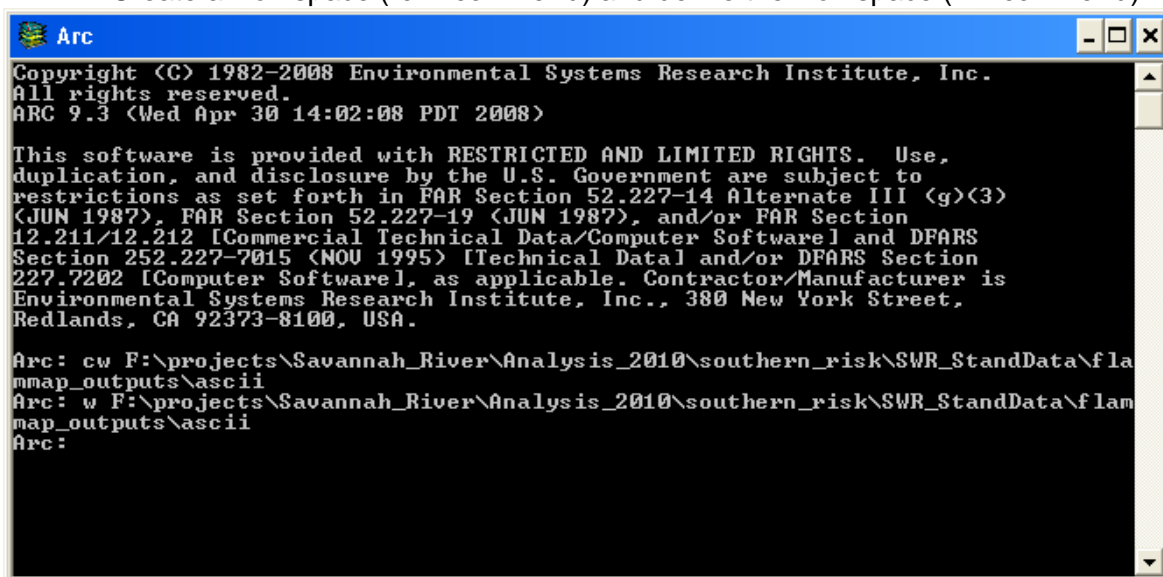 Arc
Copyright (C) 1982-2008 Environmental Systems Research Institute, Inc.
All rights reserved.
ARC 9.3 (Wed Apr 30 14:02:08 PDT 2008)
This software is provided with RESTRICTED AND LIMITED RIGHTS.  Use,
duplication, and disclosure by the U.S. Government are subject to
restrictions as set forth in FAR Section 52.227-14 Alternate III (g)(3)
(JUN 1987), FAR Section 52.227-19 (JUN 1987), and/or FAR Section
12.211/12.212 [Commercial Technical Data/Computer Software] and DFARS
Section 252.227-7015 (NOV 1995) [Technical Data] and/or DFARS Section
227.7202 [Computer Software], as applicable. Contractor/Manufacturer is
Environmental Systems Research Institute, Inc., 380 New York Street,
Redlands, CA 92373-8100, USA.
Arc: cw F:\projects\Savannah_River\Analysis_2010\southern_risk\SWR_StandData\fla
mmap_outputs\ascii
Arc: w F:\projects\Savannah_River\Analysis_2010\southern_risk\SWR_StandData\flam
map_outputs\ascii
Arc: